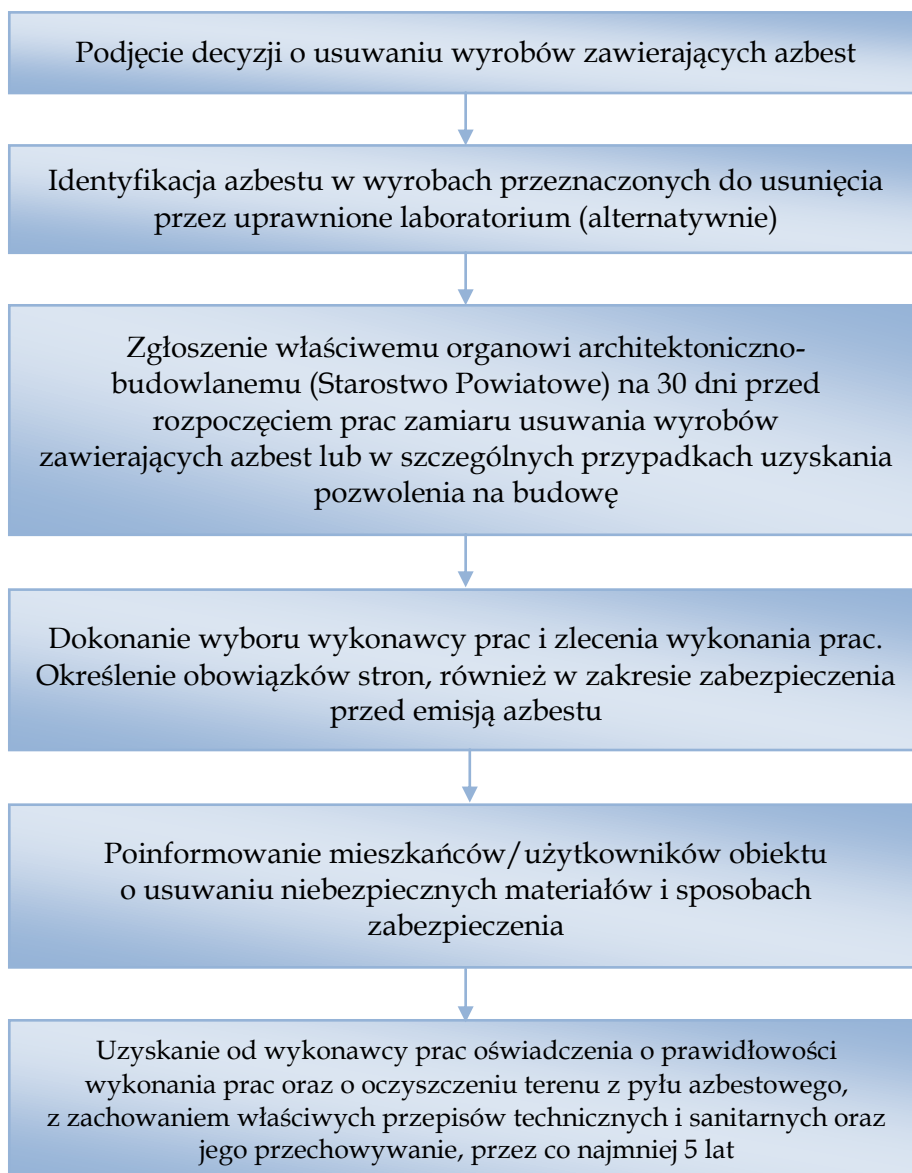 Podjęcie decyzji o usuwaniu wyrobów zawierających azbest
Identyfikacja azbestu w wyrobach przeznaczonych do usunięcia
przez uprawnione laboratorium (alternatywnie)
Zgłoszenie właściwemu organowi architektoniczno-
budowlanemu (Starostwo Powiatowe) na 30 dni przed
rozpoczęciem prac zamiaru usuwania wyrobów
zawierających azbest lub w szczególnych przypadkach uzyskania
pozwolenia na budowę
Dokonanie wyboru wykonawcy prac i zlecenia wykonania prac.
Określenie obowiązków stron, również w zakresie zabezpieczenia
przed emisją azbestu
Poinformowanie mieszkańców/użytkowników obiektu
o usuwaniu niebezpiecznych materiałów i sposobach
zabezpieczenia
Uzyskanie od wykonawcy prac oświadczenia o prawidłowości
wykonania prac oraz o oczyszczeniu terenu z pyłu azbestowego,
z zachowaniem właściwych przepisów technicznych i sanitarnych oraz
jego przechowywanie, przez co najmniej 5 lat